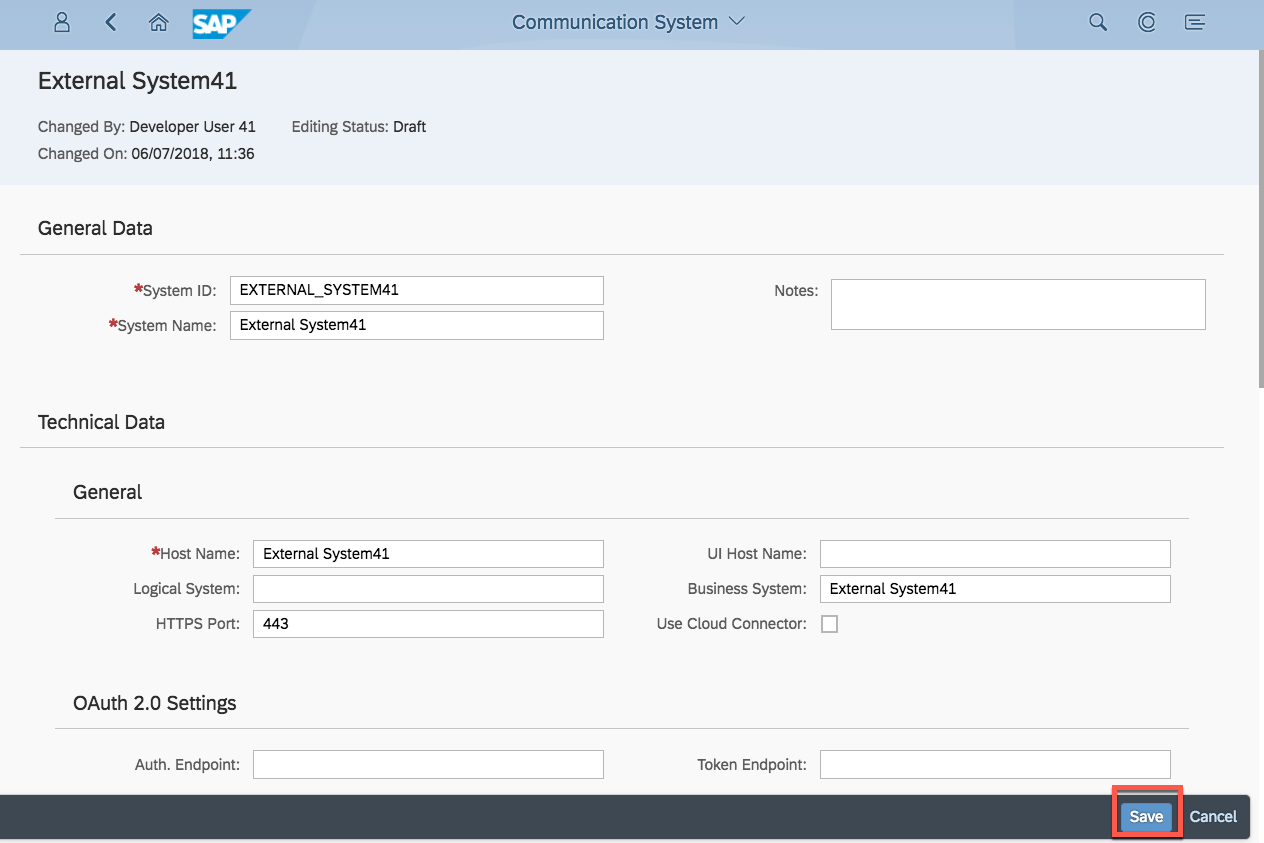 SAP
Communication System
External System41
Changed By: Developer User 41 Editing Status: Draft
Changed On: 06/07/2018, 11:36
General Data
*System ID: EXTERNAL_SYSTEM41 Notes:
*System Name: External System41
Technical Data
General
*Host Name: External System41 UI Host Name:
Logical System: Business System: External System41
HTTPS Port: 443 Use Cloud Connector:
OAuth 2.0 Settings
Auth. Endpoint: Token Endpoint:
Save Cancel